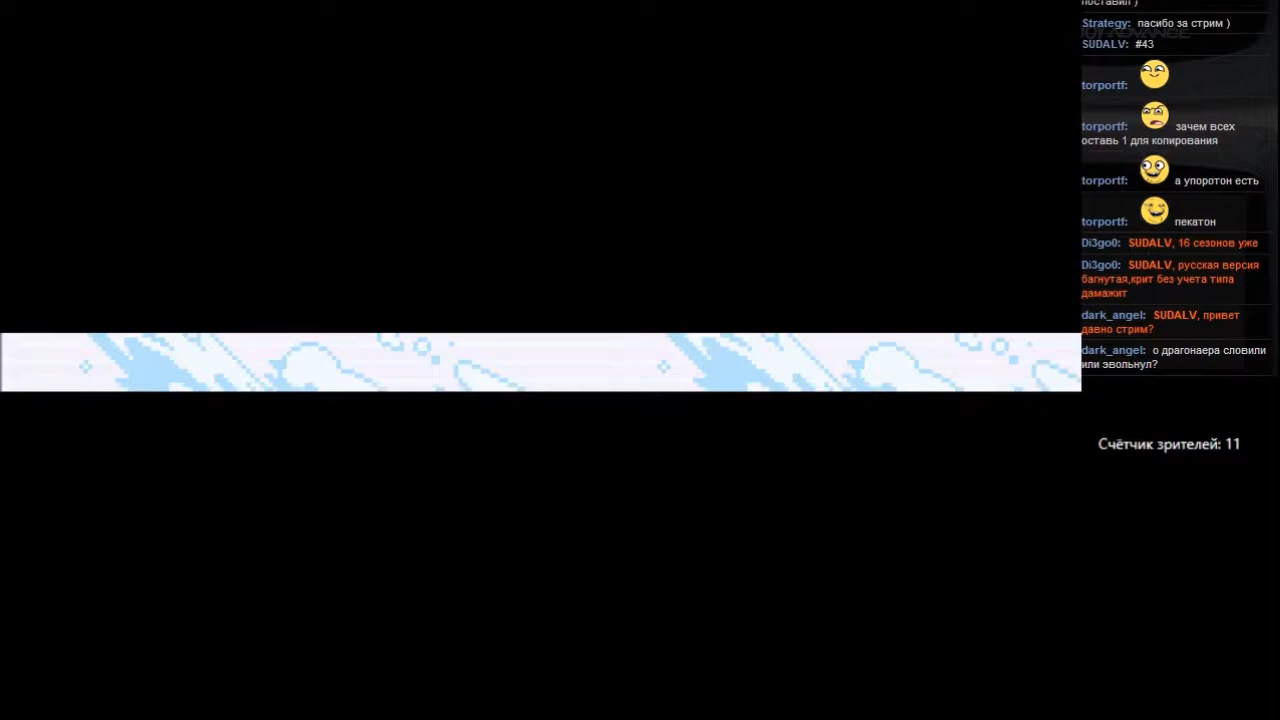 поставил )
Strategy: пасибо за стрим )
SUDALV: #43
torportf:
torportf: зачем всех
оставь 1 для копирования
torportf: а упоротон есть
torportf: пекатон
Di3go0: SUDALV, 16 сезонов уже
Di3go0: SUDALV, русская версия
багнутая,крит без учета типа
дамажит
dark_angel: SUDALV, привет
давно стрим?
dark_angel: о драгонаера словили
или эвольнул?
Счётчик зрителей: 11